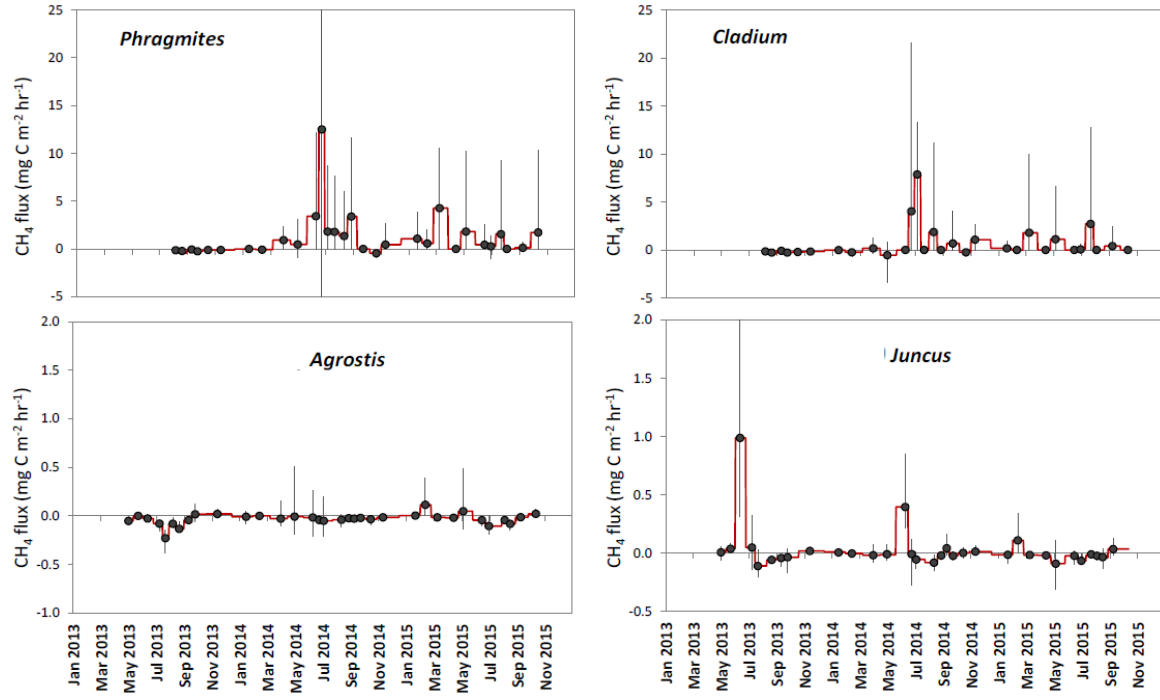 Phragmites
CH₄ flux (mg C m⁻² hr⁻¹)
25
20
15
10
5
0
-5
Cladium
CH₄ flux (mg C m⁻² hr⁻¹)
25
20
15
10
5
0
-5
Agrostis
CH₄ flux (mg C m⁻² hr⁻¹)
2.0
1.5
1.0
0.5
0.0
-0.5
-1.0
Jan 2013
Mar 2013
May 2013
Jul 2013
Sep 2013
Nov 2013
Jan 2014
Mar 2014
May 2014
Jul 2014
Sep 2014
Nov 2014
Jan 2015
Mar 2015
May 2015
Jul 2015
Sep 2015
Nov 2015
Juncus
CH₄ flux (mg C m⁻² hr⁻¹)
2.0
1.5
1.0
0.5
0.0
-0.5
Jan 2013
Mar 2013
May 2013
Jul 2013
Sep 2013
Nov 2013
Jan 2014
Mar 2014
May 2014
Jul 2014
Sep 2014
Nov 2014
Jan 2015
Mar 2015
May 2015
Jul 2015
Sep 2015
Nov 2015